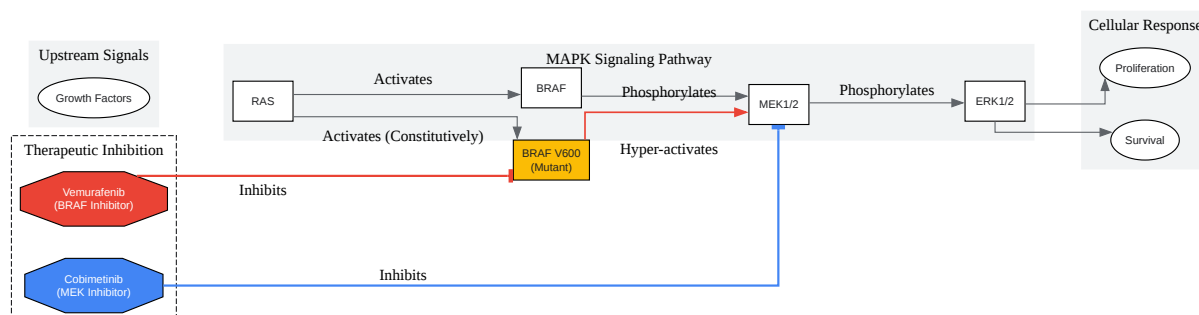 Upstream Signals
Growth Factors
Therapeutic Inhibition
Vemurafenib
(BRAF Inhibitor)
Cobimetinib
(MEK Inhibitor)
Inhibits
Inhibits
MAPK Signaling Pathway
RAS
Activates
Activates (Constitutively)
BRAF
BRAF V600
(Mutant)
Phosphorylates
Hyper-activates
MEK1/2
Phosphorylates
ERK1/2
Cellular Response
Proliferation
Survival